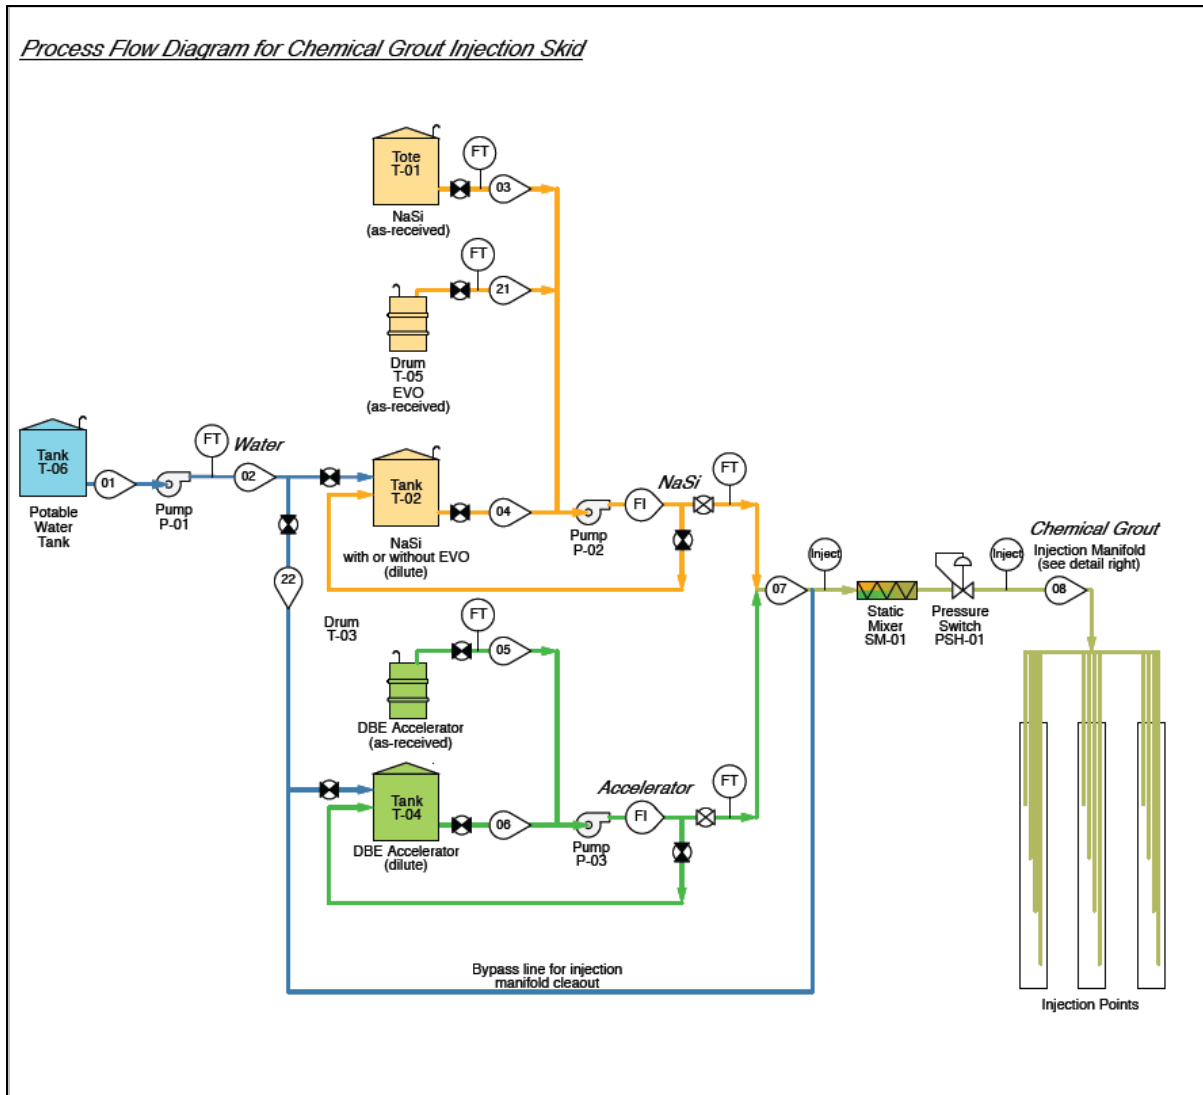 Process Flow Diagram for Chemical Grout Injection Skid
Tote
T-01
FT
03
NaSi
(as-received)
FT
21
Drum
T-05
EVO
(as-received)
Tank
T-06
01
Potable
Water
Tank
Pump
P-01
FT
Water
02
Tank
T-02
04
NaSi
with or without EVO
(dilute)
Pump
P-02
FI
NaSi
FT
22
Drum
T-03
FT
05
DBE Accelerator
(as-received)
Tank
T-04
06
DBE Accelerator
(dilute)
Pump
P-03
Accelerator
FI
FT
07
Inject
Static
Mixer
SM-01
Pressure
Switch
PSH-01
Inject
Chemical Grout
Injection Manifold
(see detail right)
08
Injection Points
Bypass line for injection
manifold cleaout